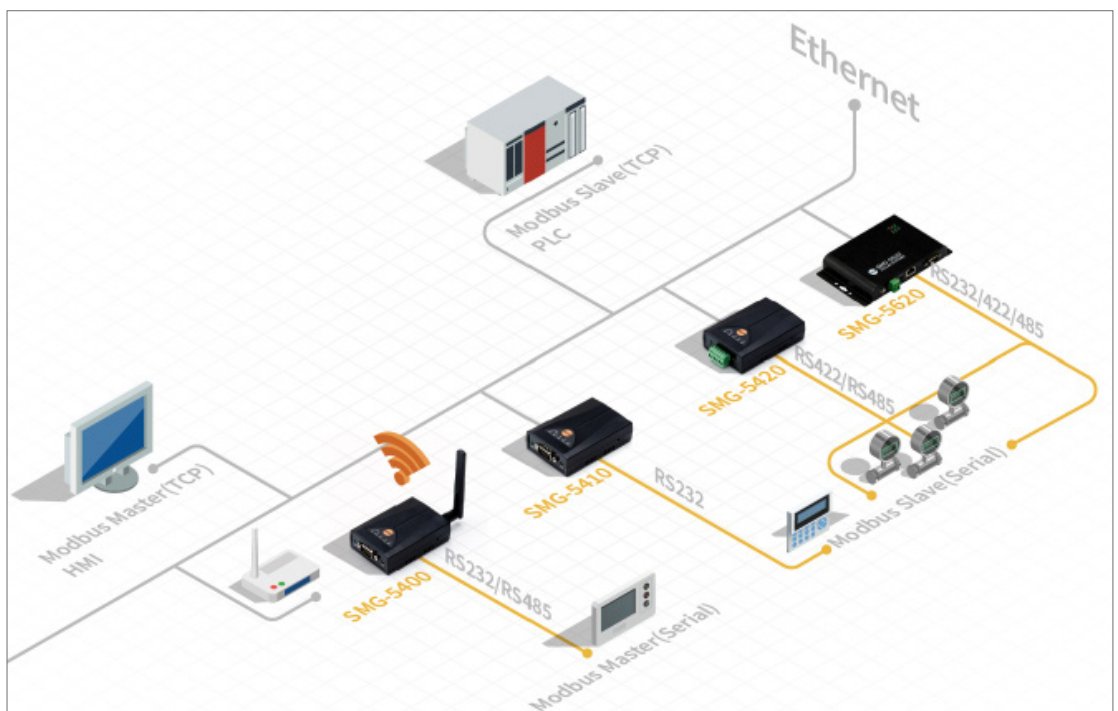 Ethernet
Modbus Slave(TCP)
PLC
RS232/422/485
SMG-5620
RS422/RS485
SMG-5420
RS232
SMG-5410
Modbus Slave(Serial)
Modbus Master(TCP)
HMI
RS232/RS485
SMG-5400
Modbus Master(Serial)